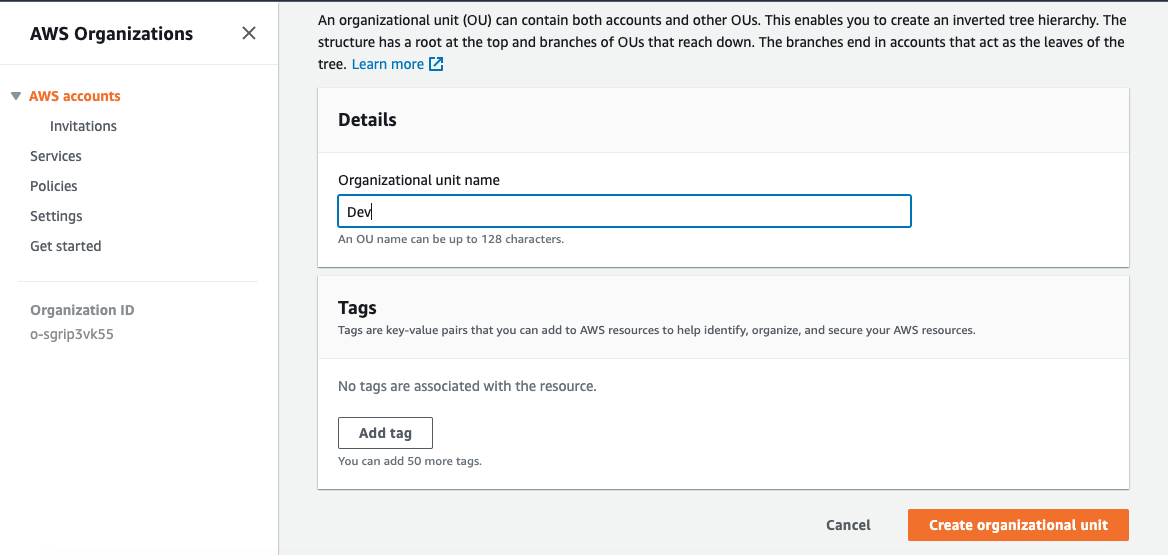 AWS Organizations
AWS accounts
Invitations
Services
Policies
Settings
Get started
Organization ID
o-sgrip3vk55
An organizational unit (OU) can contain both accounts and other OUs. This enables you to create an inverted tree hierarchy. The
structure has a root at the top and branches of OUs that reach down. The branches end in accounts that act as the leaves of the
tree. Learn more
Details
Organizational unit name
Dev
An OU name can be up to 128 characters.
Tags
Tags are key-value pairs that you can add to AWS resources to help identify, organize, and secure your AWS resources.
No tags are associated with the resource.
Add tag
You can add 50 more tags.
Cancel
Create organizational unit